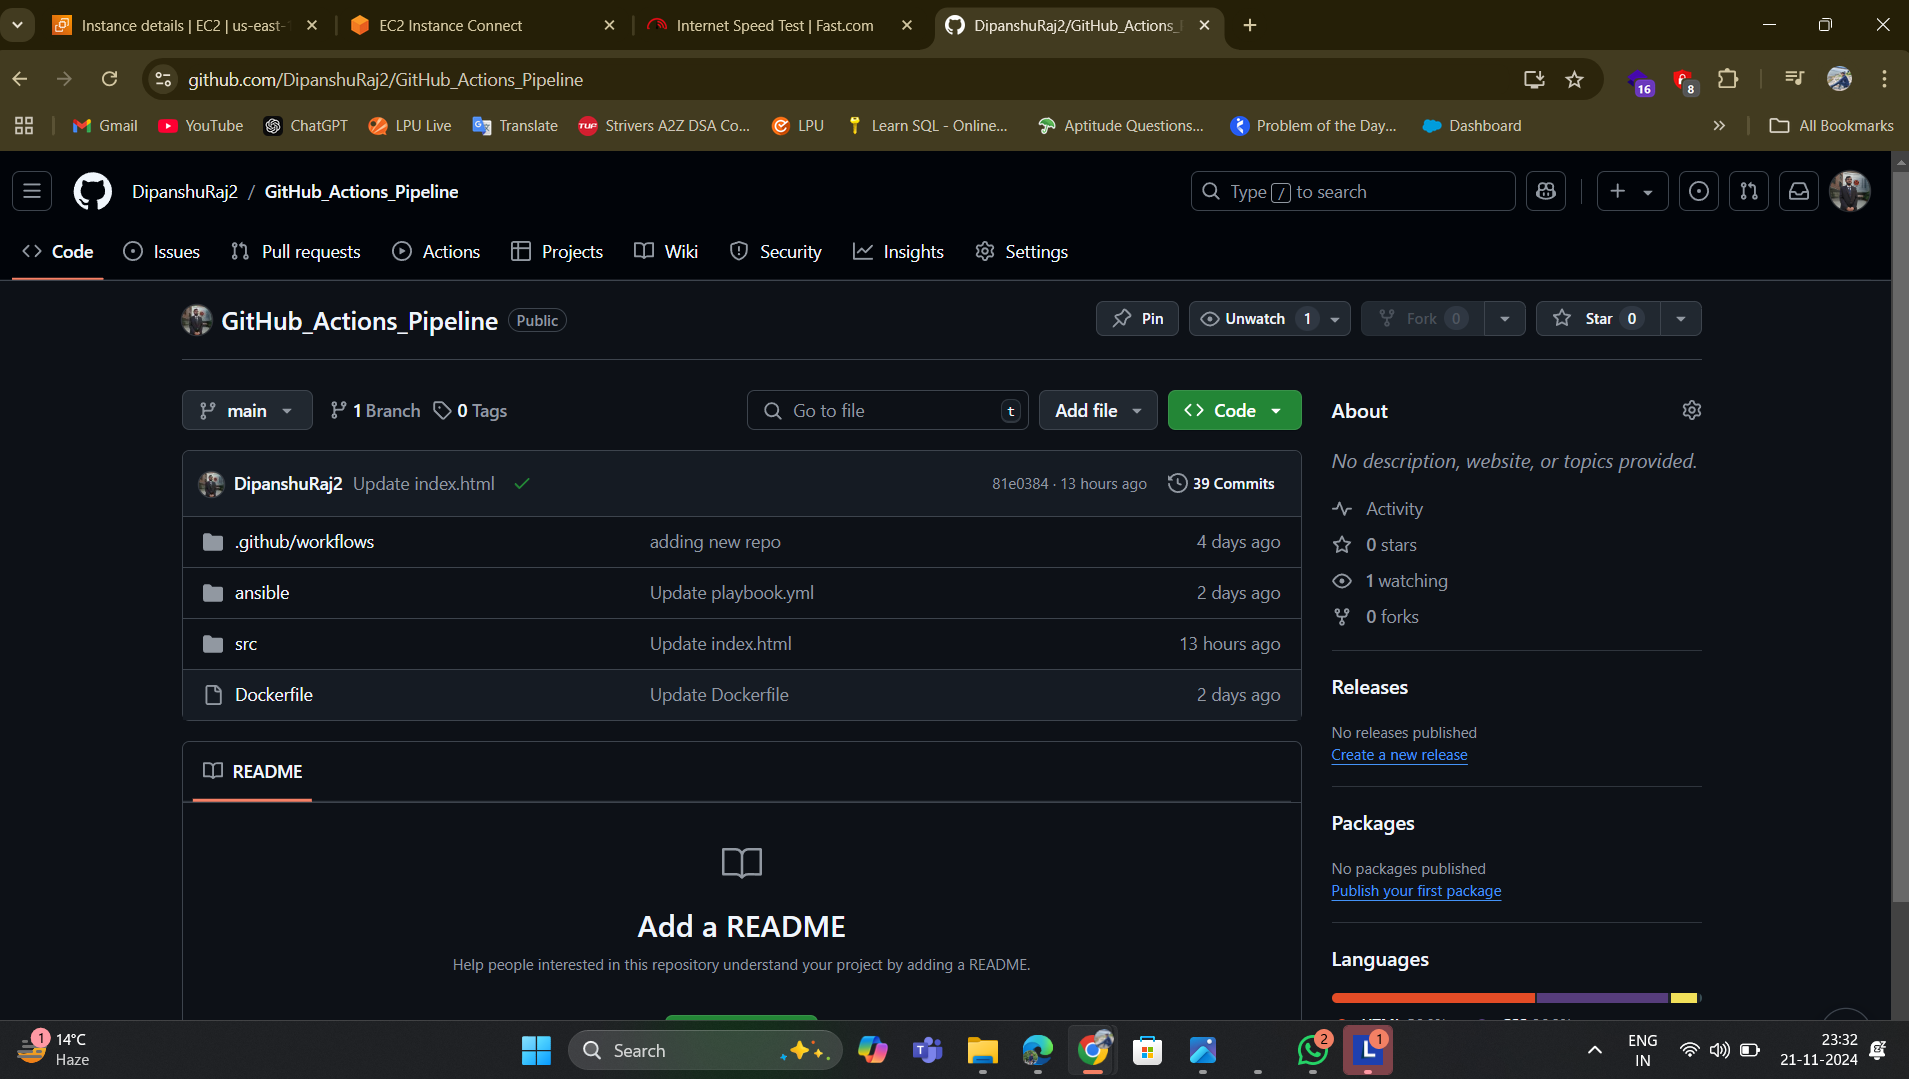 Instance details | EC2 | us-east-1
EC2 Instance Connect
Internet Speed Test | Fast.com
DipanshuRaj2/GitHub_Actions_P
github.com/DipanshuRaj2/GitHub_Actions_Pipeline
16
8
Gmail
YouTube
ChatGPT
LPU Live
Translate
TUF
Strivers A2Z DSA Co...
LPU
Learn SQL - Online...
Aptitude Questions...
Problem of the Day...
Dashboard
All Bookmarks
DipanshuRaj2 / GitHub_Actions_Pipeline
Type / to search
Code
Issues
Pull requests
Actions
Projects
Wiki
Security
Insights
Settings
GitHub_Actions_Pipeline
Public
Pin
Unwatch 1
Fork 0
Star 0
main
1 Branch
0 Tags
Go to file
t
Add file
Code
About
No description, website, or topics provided.
DipanshuRaj2 Update index.html
81e0384 · 13 hours ago
39 Commits
.github/workflows
adding new repo
4 days ago
ansible
Update playbook.yml
2 days ago
src
Update index.html
13 hours ago
Dockerfile
Update Dockerfile
2 days ago
Activity
0 stars
1 watching
0 forks
Releases
No releases published
Create a new release
Packages
No packages published
Publish your first package
Languages
README
Add a README
Help people interested in this repository understand your project by adding a README.
1
14°C
Haze
Search
T
2
L
1
ENG
IN
23:32
21-11-2024